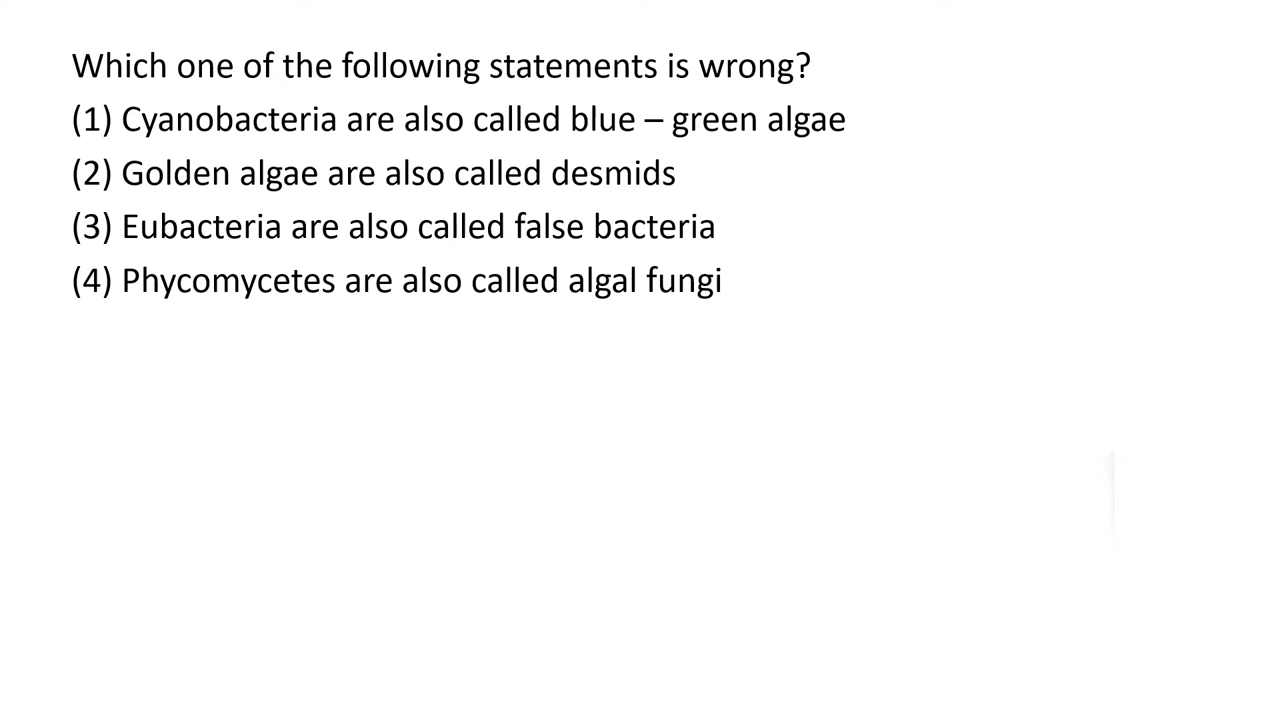 Which one of the following statements is wrong?
(1) Cyanobacteria are also called blue – green algae
(2) Golden algae are also called desmids
(3) Eubacteria are also called false bacteria
(4) Phycomycetes are also called algal fungi